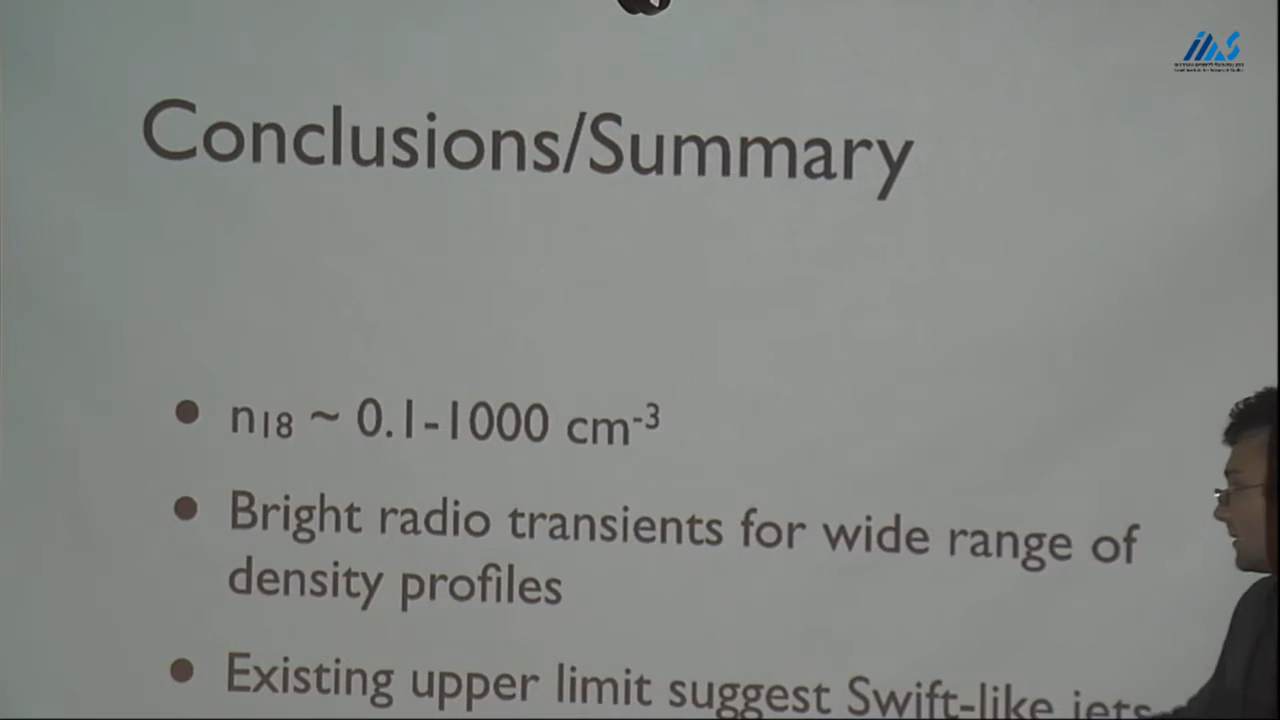 Conclusions/Summary
n18 ~ 0.1-1000 cm-3
Bright radio transients for wide range of
density profiles
Existing upper limit suggest Swift-like jets